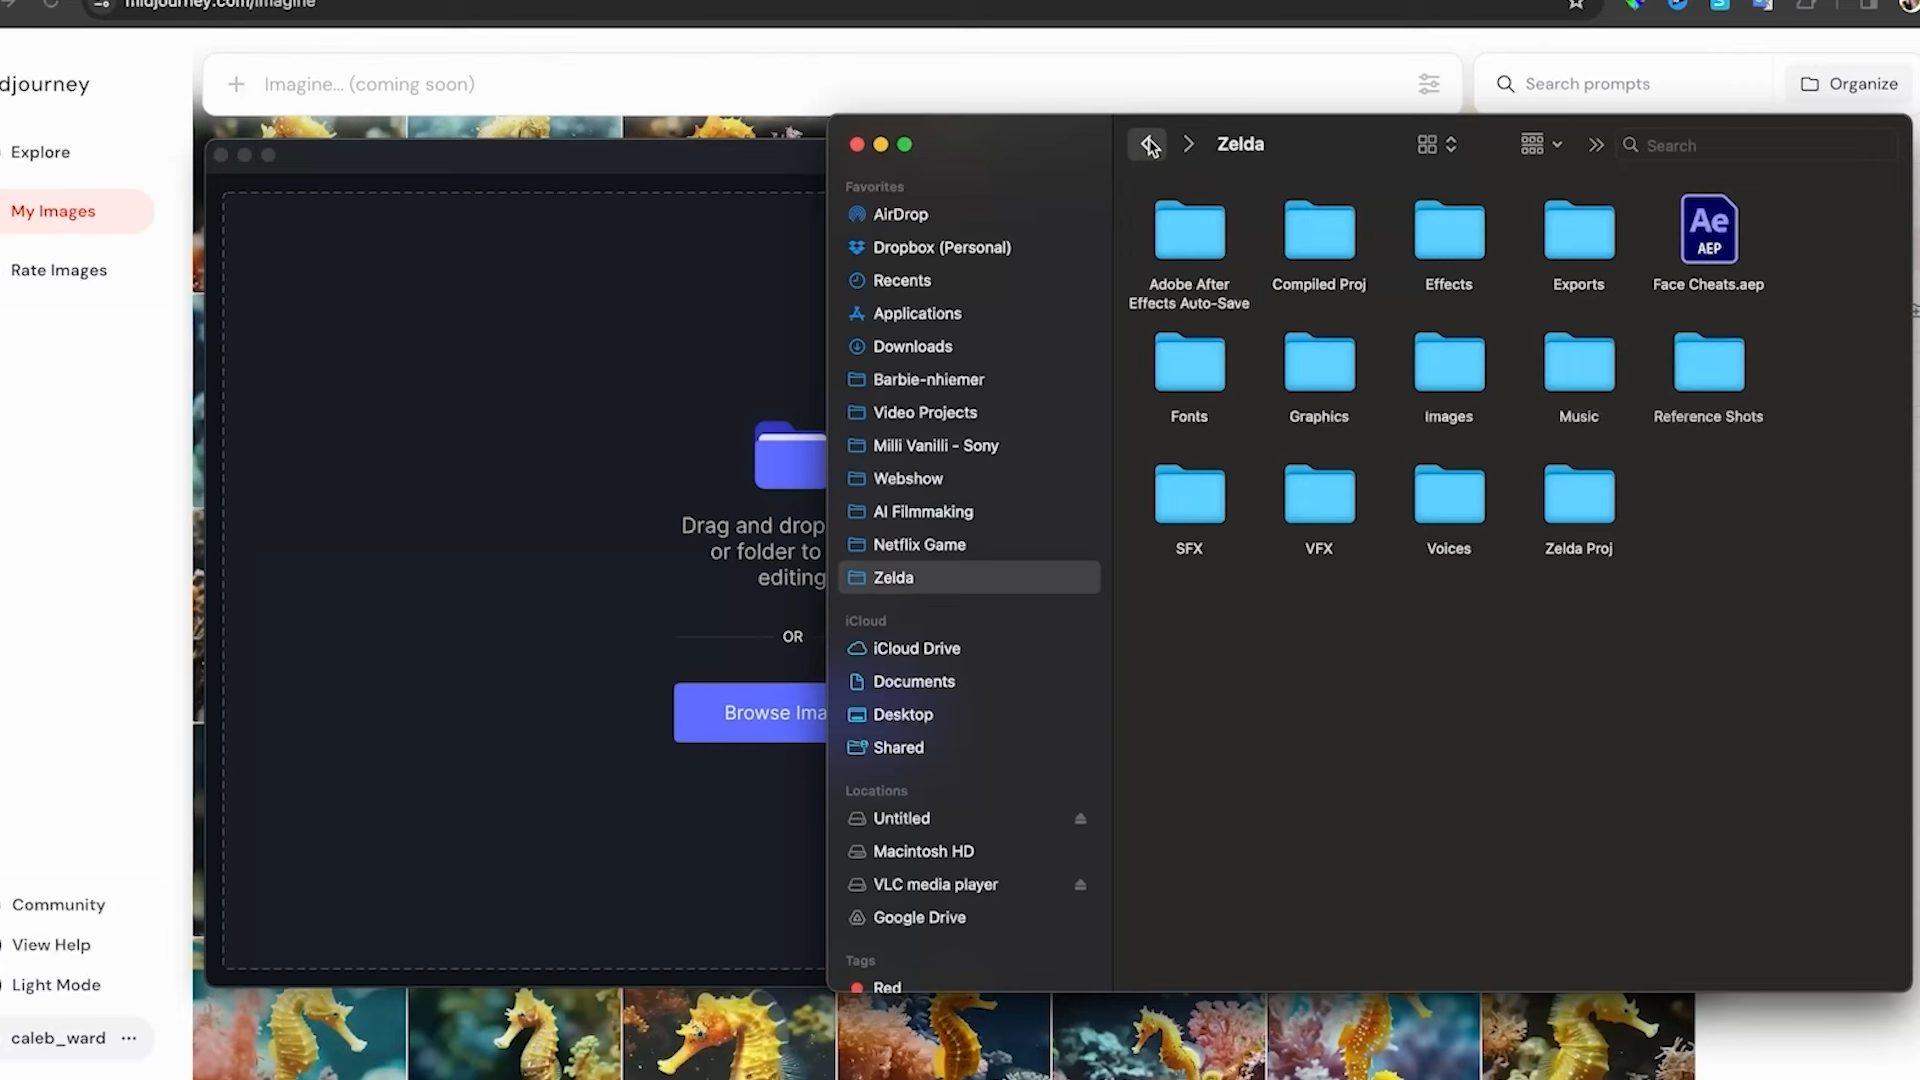 midjourney.com/imagine
djourney
Imagine... (coming soon)
Search prompts
Organize
Explore
My Images
Rate Images
Community
View Help
Light Mode
caleb_ward
Drag and drop
or folder to
editing
OR
Browse Ima
Favorites
AirDrop
Dropbox (Personal)
Recents
Applications
Downloads
Barbie-nhiemer
Video Projects
Milli Vanilli - Sony
Webshow
AI Filmmaking
Netflix Game
Zelda
iCloud
iCloud Drive
Documents
Desktop
Shared
Locations
Untitled
Macintosh HD
VLC media player
Google Drive
Tags
Red
Zelda
Search
Adobe After
Effects Auto-Save
Compiled Proj
Effects
Exports
Ae
AEP
Face Cheats.aep
Fonts
Graphics
Images
Music
Reference Shots
SFX
VFX
Voices
Zelda Proj